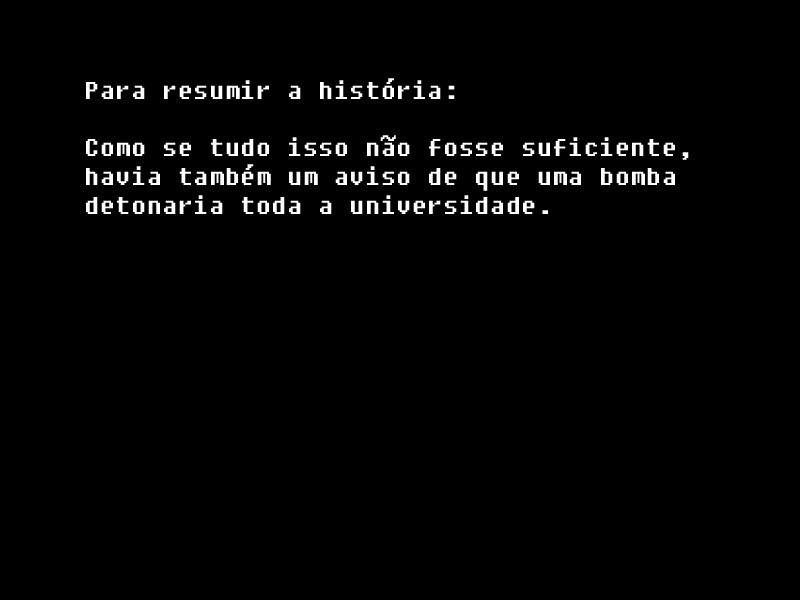 Para resumir a história:
Como se tudo isso não fosse suficiente,
havia também um aviso de que uma bomba
detonaria toda a universidade.